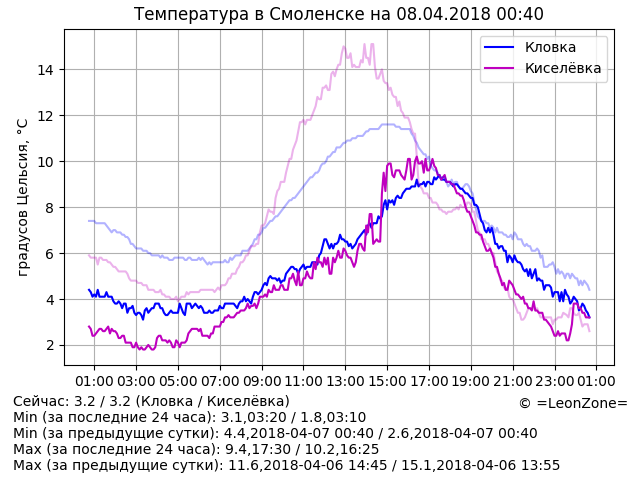 Температура в Смоленске на 08.04.2018 00:40
Кловка
Киселёвка
градусов Цельсия, °C
14
12
10
8
6
4
2
01:00 03:00 05:00 07:00 09:00 11:00 13:00 15:00 17:00 19:00 21:00 23:00 01:00
Сейчас: 3.2 / 3.2 (Кловка / Киселёвка)
© =LeonZone=
Min (за последние 24 часа): 3.1,03:20 / 1.8,03:10
Min (за предыдущие сутки): 4.4,2018-04-07 00:40 / 2.6,2018-04-07 00:40
Max (за последние 24 часа): 9.4,17:30 / 10.2,16:25
Max (за предыдущие сутки): 11.6,2018-04-06 14:45 / 15.1,2018-04-06 13:55